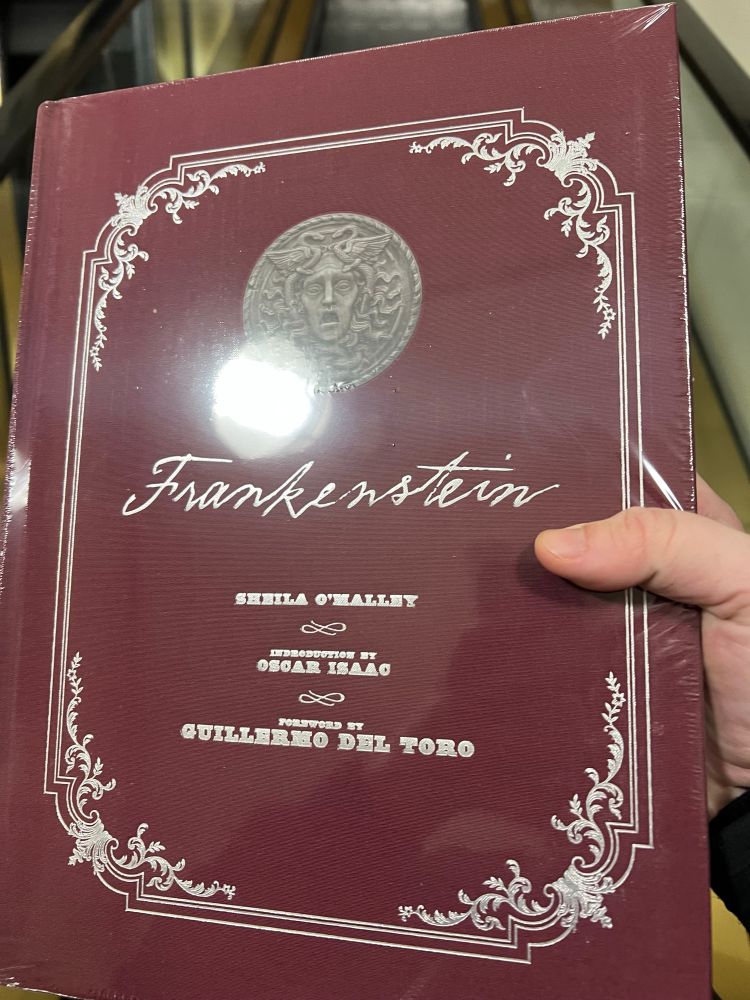 Frankenstein
SHEILA O'MALLEY
INTRODUCTION BY
OSCAR ISAAC
FOREWORD BY
GUILLERMO DEL TORO